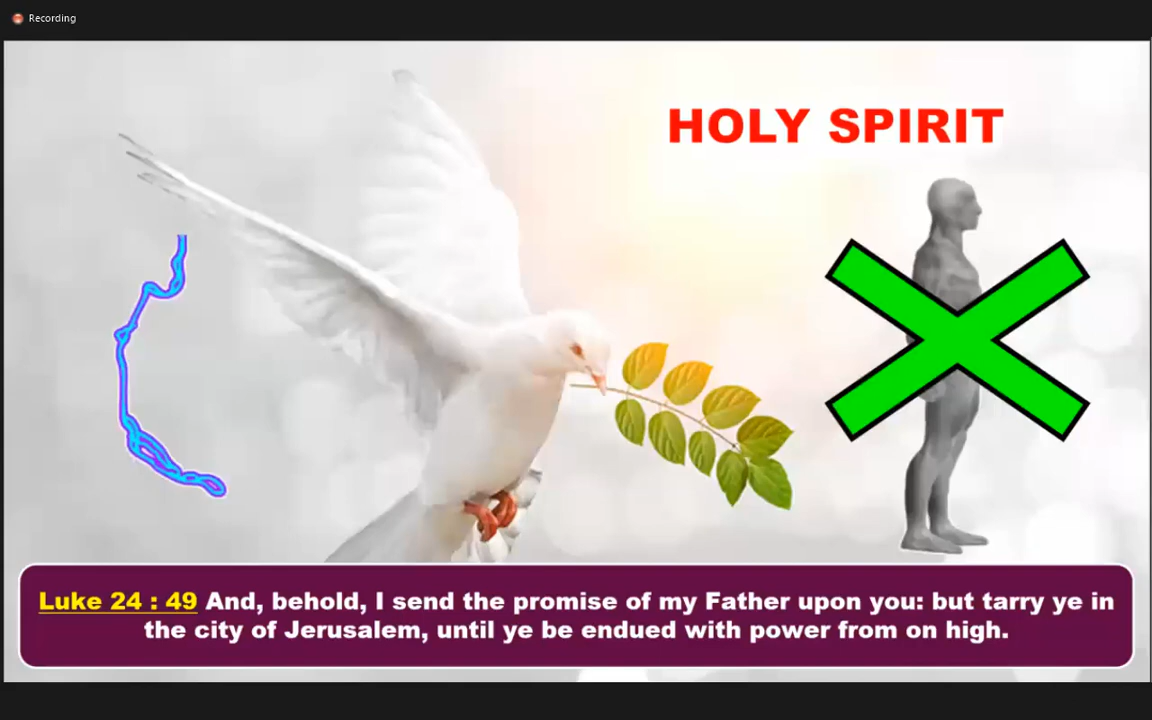 Recording
HOLY SPIRIT
Luke 24 : 49 And, behold, I send the promise of my Father upon you: but tarry ye in
the city of Jerusalem, until ye be endued with power from on high.